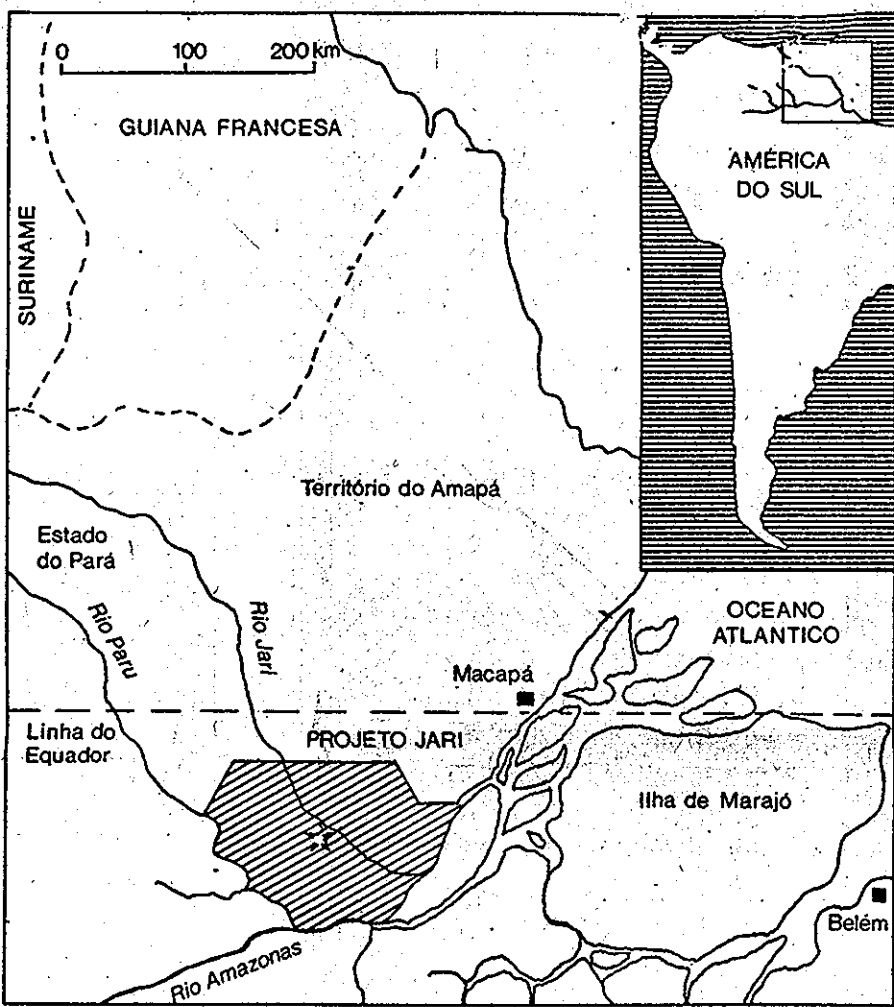 0 100 200 km
GUIANA FRANCESA
SURINAME
AMÉRICA
DO SUL
Território do Amapá
Estado
do Pará
Rio Paru
Rio Jari
OCEANO
ATLANTICO
Macapá
Linha do
Equador
PROJETO JARI
Ilha de Marajó
Belém
Rio Amazonas